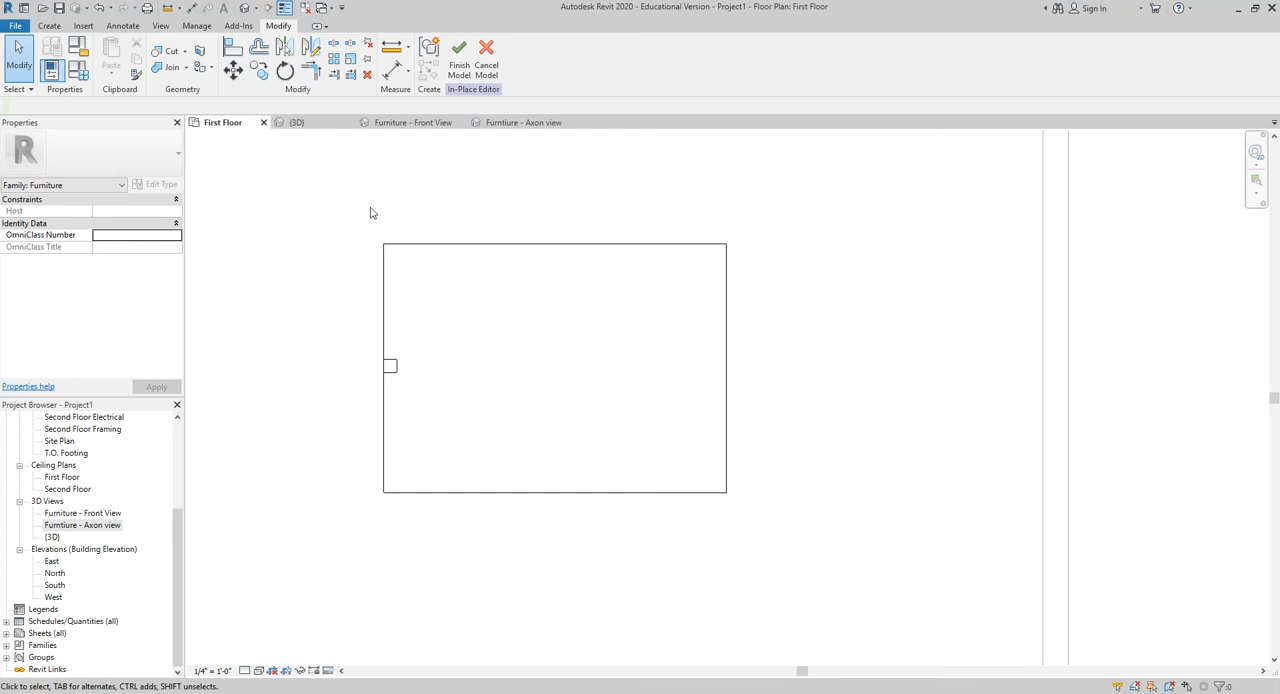 Autodesk Revit 2020 - Educational Version - Project1 - Floor Plan: First Floor
Sign In
File Create Insert Annotate View Manage Add-Ins Modify
Modify Paste Cut Join Finish Model Cancel Model
Select Properties Clipboard Geometry Modify Measure Create In-Place Editor
Properties
First Floor {3D} Furniture - Front View Furntiure - Axon view
R
Family: Furniture Edit Type
Constraints
Host
Identity Data
OmniClass Number
OmniClass Title
Properties help Apply
Project Browser - Project1
Second Floor Electrical
Second Floor Framing
Site Plan
T.O. Footing
Ceiling Plans
First Floor
Second Floor
3D Views
Furniture - Front View
Furntiure - Axon view
{3D}
Elevations (Building Elevation)
East
North
South
West
Legends
Schedules/Quantities (all)
Sheets (all)
Families
Groups
Revit Links
1/4" = 1'-0"
Click to select, TAB for alternates, CTRL adds, SHIFT unselects.
:0